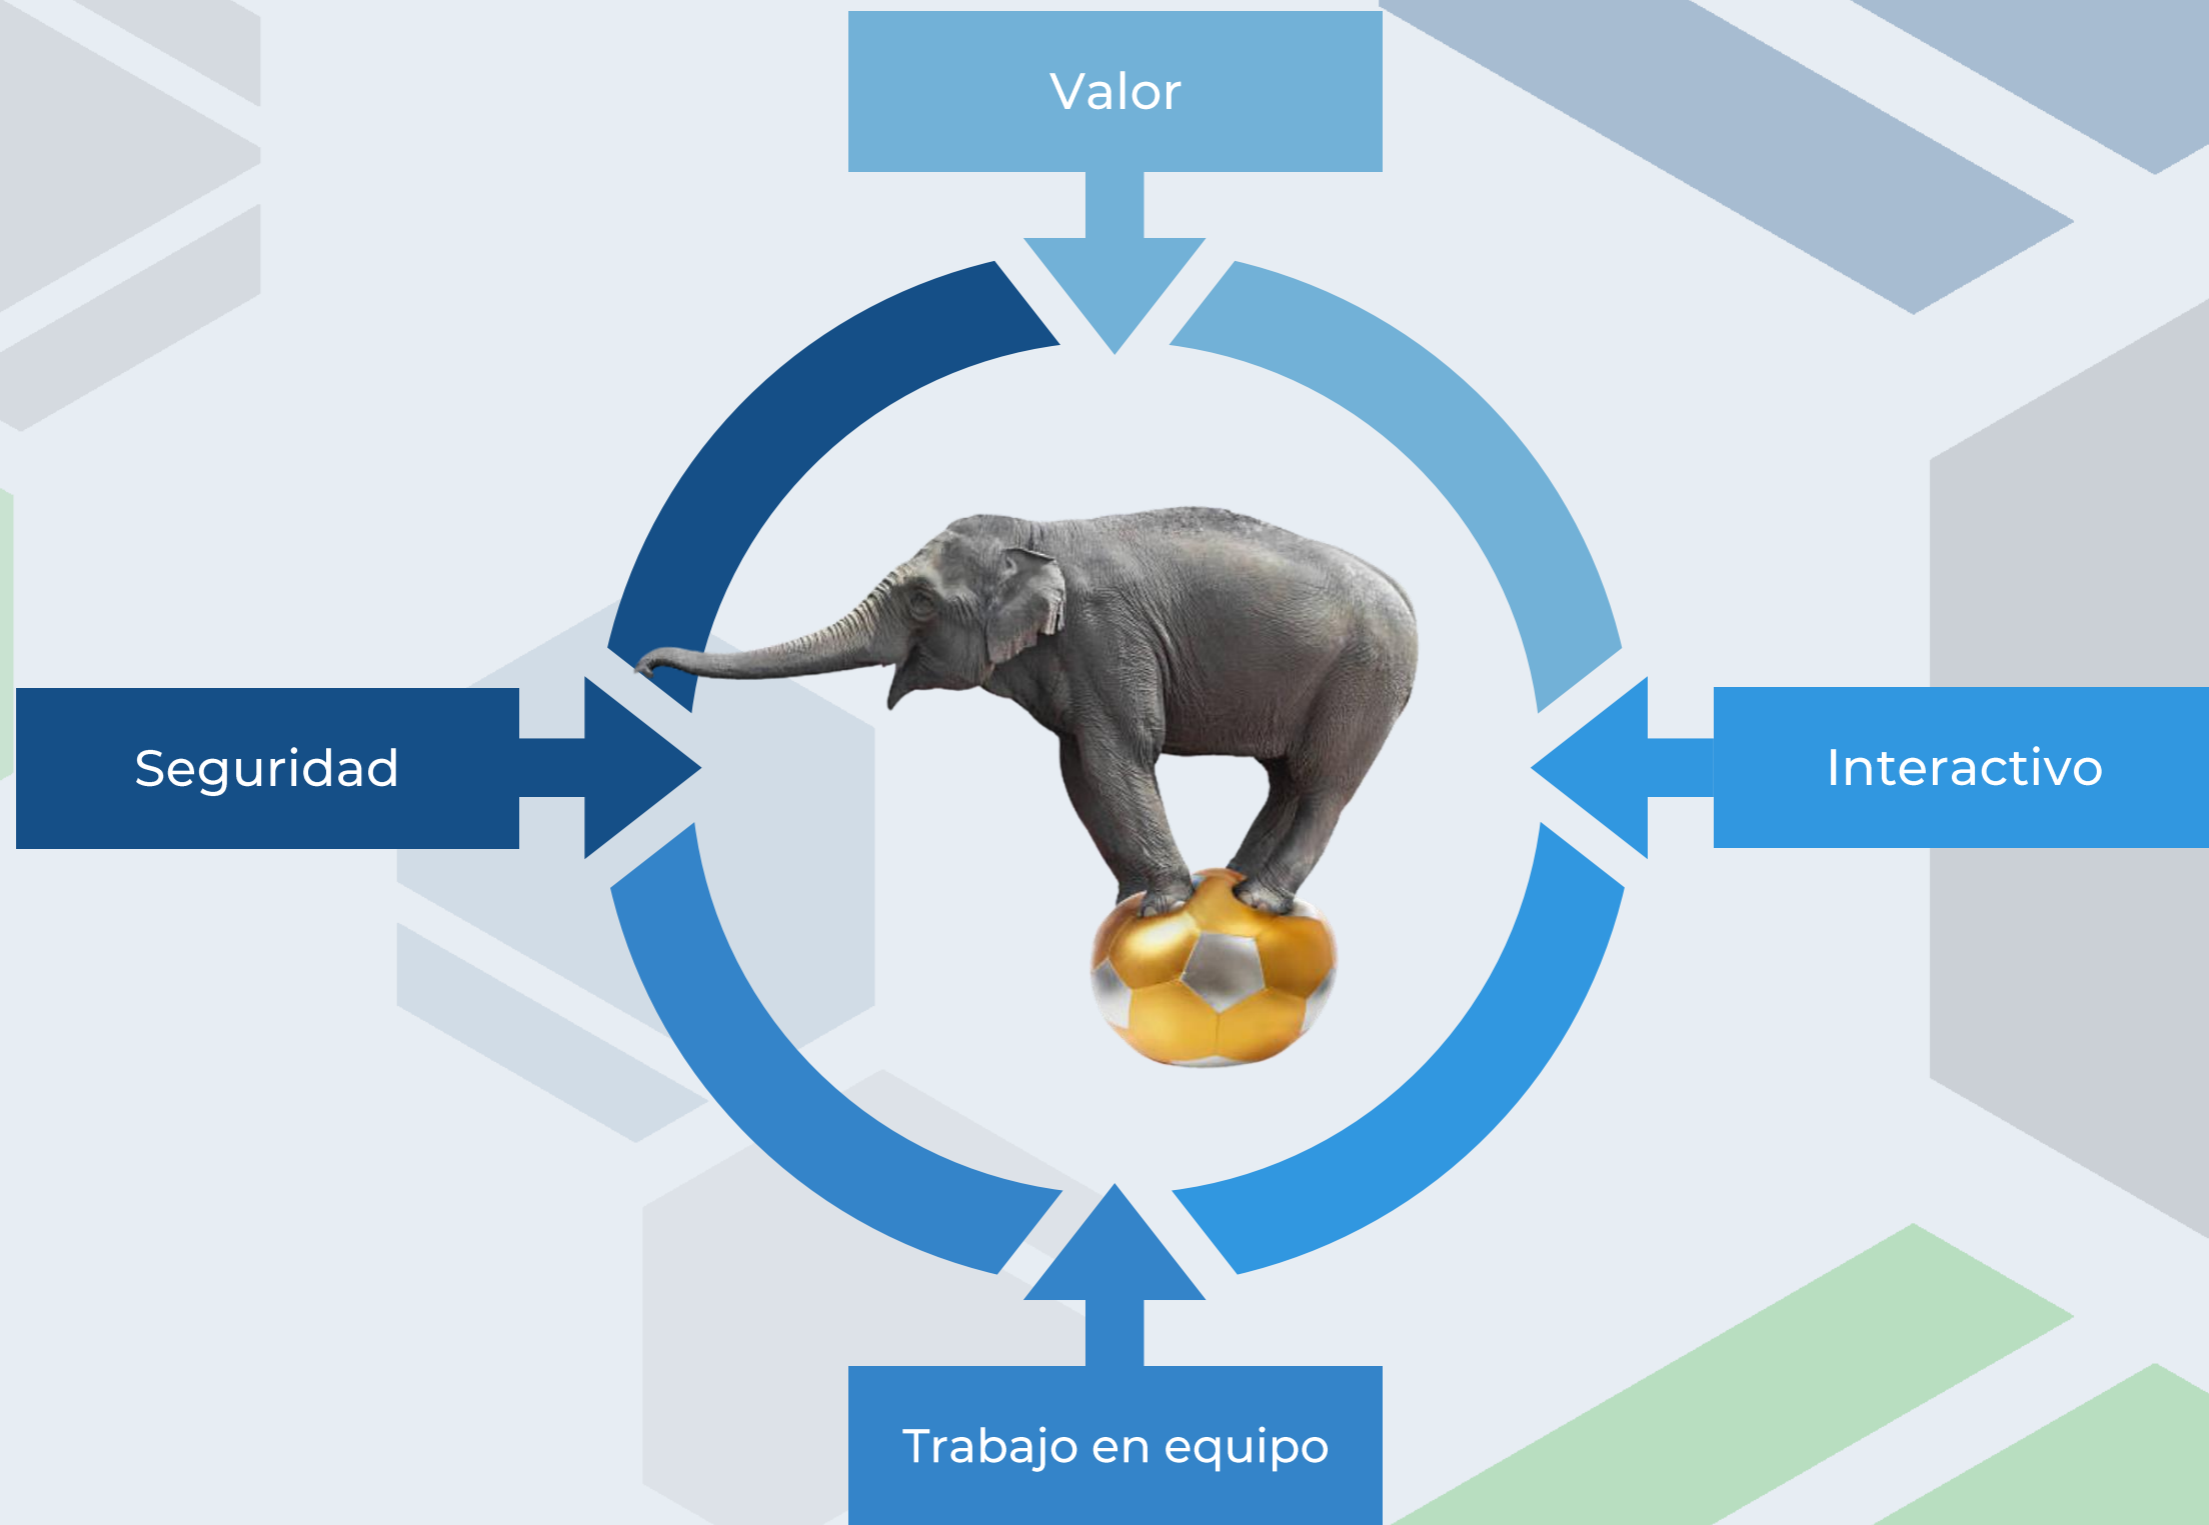 Valor
Seguridad
Interactivo
Trabajo en equipo